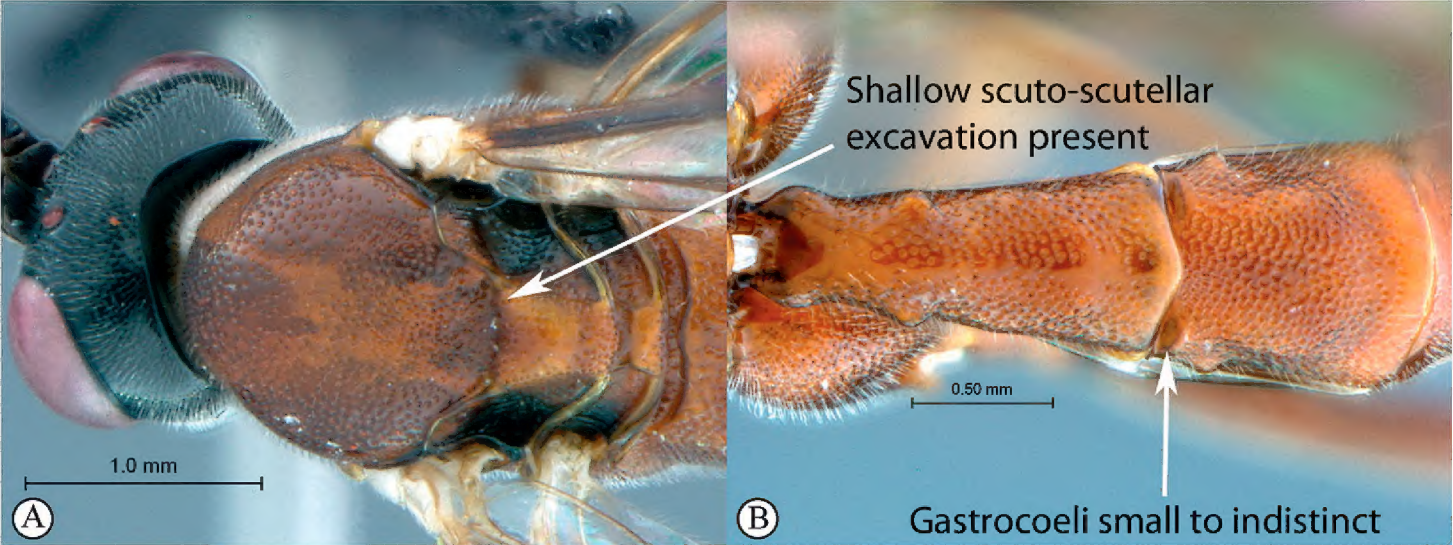 Shallow scuto-scutellar
excavation present
1.0 mm
A
0.50 mm
B
Gastrocoeli small to indistinct